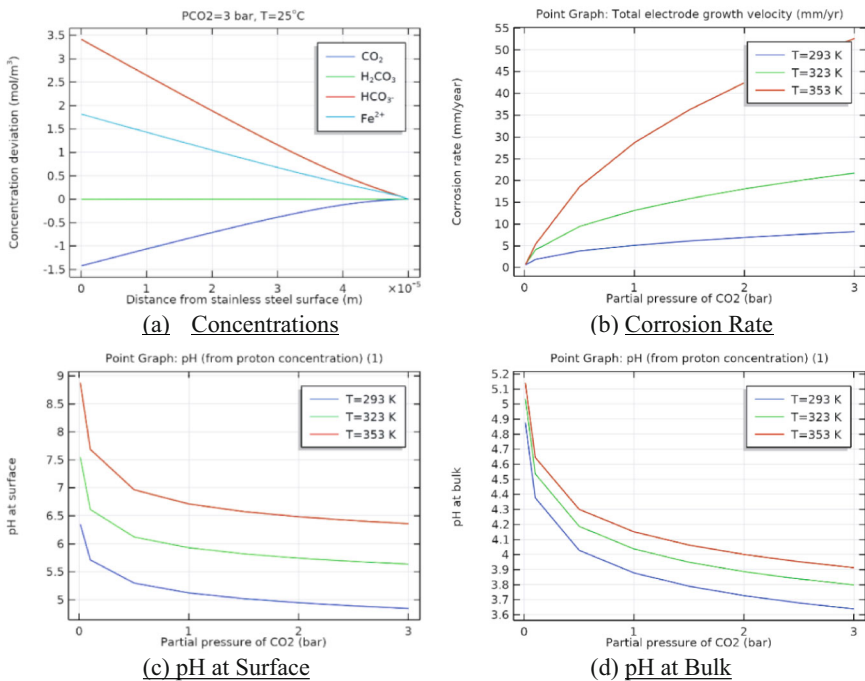 PCO2=3 bar, T=25°C
Concentration deviation (mol/m³)
3.5
3
2.5
2
1.5
1
0.5
0
-0.5
-1
-1.5
CO₂
H₂CO₃
HCO₃-
Fe²⁺
0 1 2 3 4 ×10⁻⁵
Distance from stainless steel surface (m)
(a) Concentrations
Point Graph: Total electrode growth velocity (mm/yr)
Corrosion rate (mm/year)
55
50
45
40
35
30
25
20
15
10
5
0
T=293 K
T=323 K
T=353 K
0 1 2 3
Partial pressure of CO2 (bar)
(b) Corrosion Rate
Point Graph: pH (from proton concentration) (1)
pH at surface
9
8.5
8
7.5
7
6.5
6
5.5
5
T=293 K
T=323 K
T=353 K
0 1 2 3
Partial pressure of CO2 (bar)
(c) pH at Surface
Point Graph: pH (from proton concentration) (1)
pH at bulk
5.2
5.1
5
4.9
4.8
4.7
4.6
4.5
4.4
4.3
4.2
4.1
4
3.9
3.8
3.7
3.6
T=293 K
T=323 K
T=353 K
0 1 2 3
Partial pressure of CO2 (bar)
(d) pH at Bulk